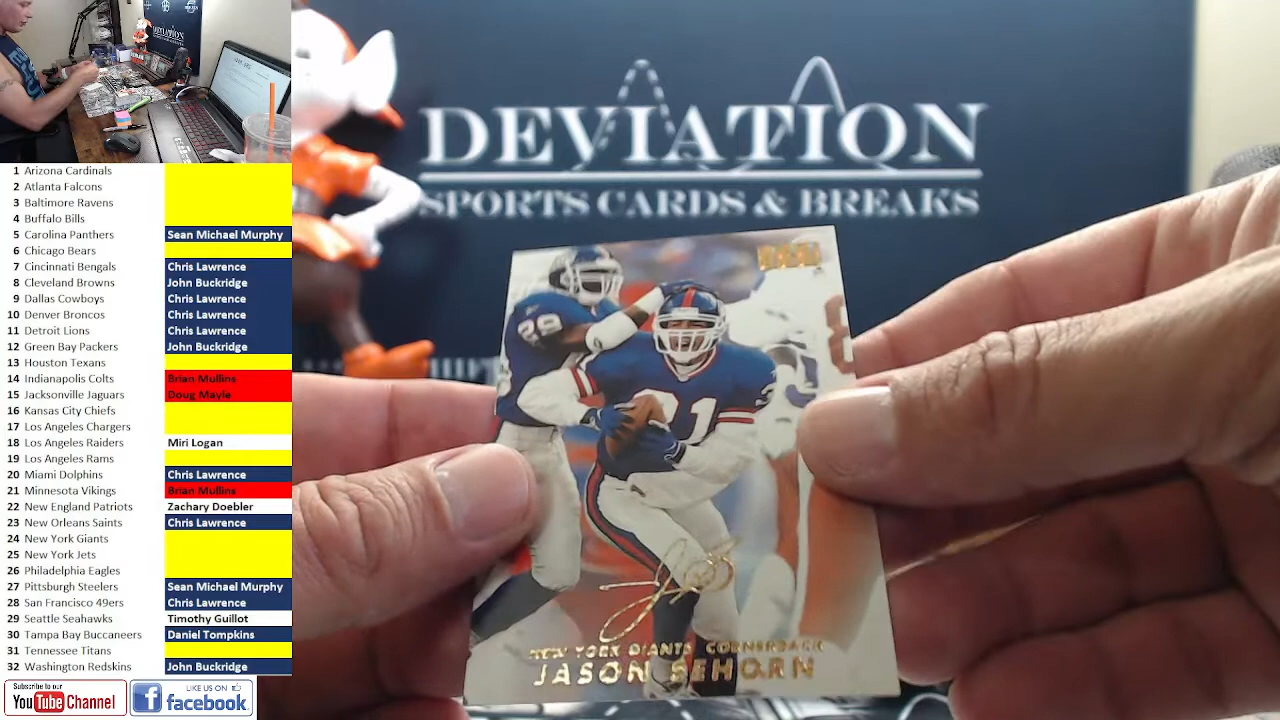 1 Arizona Cardinals
2 Atlanta Falcons
3 Baltimore Ravens
4 Buffalo Bills
5 Carolina Panthers Sean Michael Murphy
6 Chicago Bears
7 Cincinnati Bengals Chris Lawrence
8 Cleveland Browns John Buckridge
9 Dallas Cowboys Chris Lawrence
10 Denver Broncos Chris Lawrence
11 Detroit Lions Chris Lawrence
12 Green Bay Packers John Buckridge
13 Houston Texans
14 Indianapolis Colts Brian Mullins
15 Jacksonville Jaguars Doug Mayle
16 Kansas City Chiefs
17 Los Angeles Chargers
18 Los Angeles Raiders Miri Logan
19 Los Angeles Rams
20 Miami Dolphins Chris Lawrence
21 Minnesota Vikings Brian Mullins
22 New England Patriots Zachary Doebler
23 New Orleans Saints Chris Lawrence
24 New York Giants
25 New York Jets
26 Philadelphia Eagles
27 Pittsburgh Steelers Sean Michael Murphy
28 San Francisco 49ers Chris Lawrence
29 Seattle Seahawks Timothy Guillot
30 Tampa Bay Buccaneers Daniel Tompkins
31 Tennessee Titans
32 Washington Redskins John Buckridge
Subscribe to our
YouTube Channel
LIKE US ON
facebook
DEVIATION
SPORTS CARDS & BREAKS
31
NEW YORK GIANTS CORNERBACK
JASON SEHORN